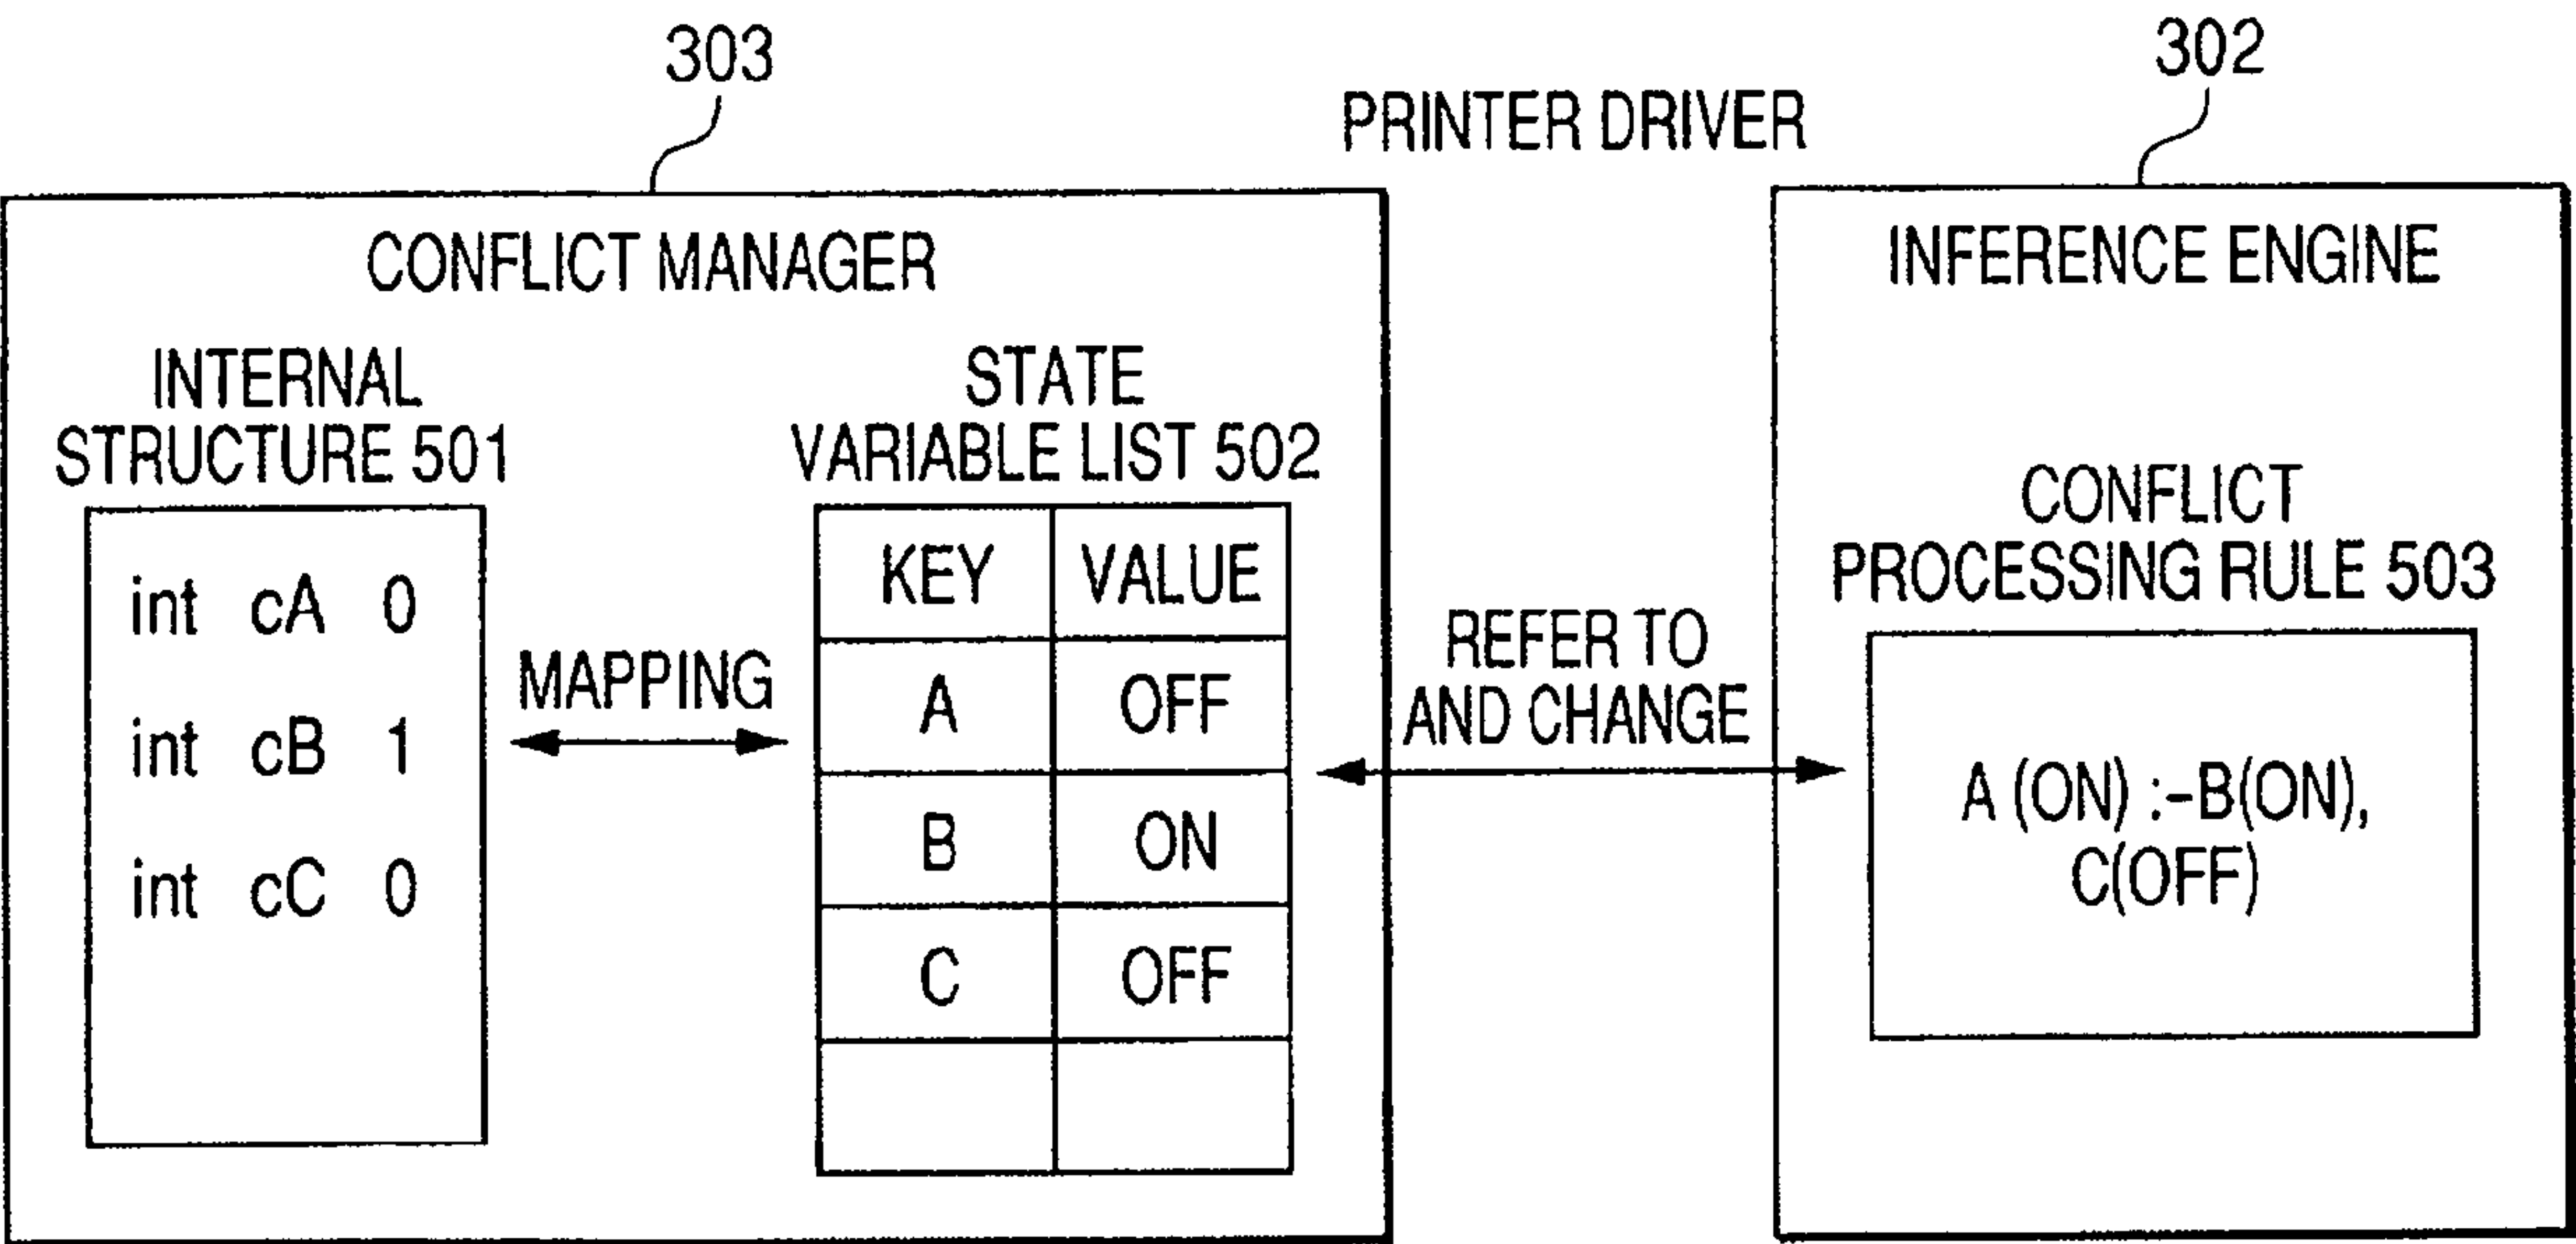 303
302
PRINTER DRIVER
CONFLICT MANAGER
INTERNAL
STRUCTURE 501
int cA 0
int cB 1
int cC 0
MAPPING
STATE
VARIABLE LIST 502
KEY VALUE
A OFF
B ON
C OFF
REFER TO
AND CHANGE
INFERENCE ENGINE
CONFLICT
PROCESSING RULE 503
A (ON) :–B(ON),
C(OFF)